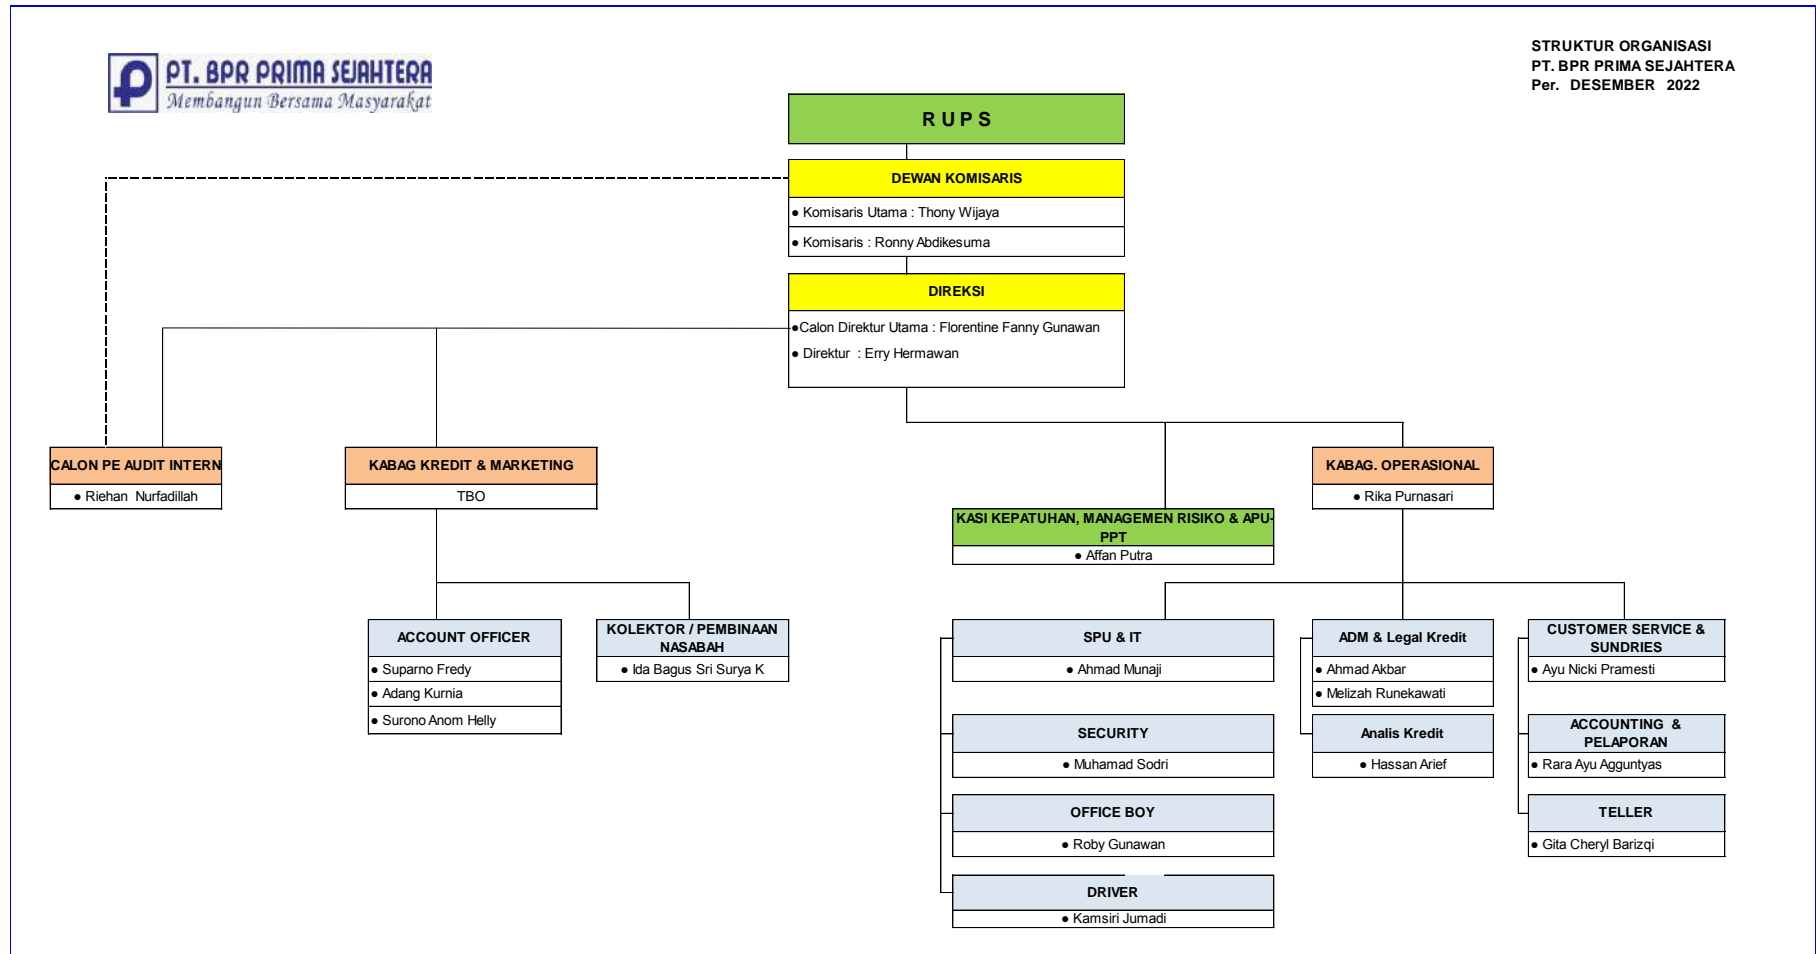 PT. BPR PRIMA SEJAHTERA
Membangun Bersama Masyarakat
STRUKTUR ORGANISASI
PT. BPR PRIMA SEJAHTERA
Per. DESEMBER 2022
R U P S
DEWAN KOMISARIS
● Komisaris Utama : Thony Wijaya
● Komisaris : Ronny Abdikesuma
DIREKSI
●Calon Direktur Utama : Florentine Fanny Gunawan
● Direktur : Erry Hermawan
CALON PE AUDIT INTERN
● Riehan Nurfadillah
KABAG KREDIT & MARKETING
TBO
KABAG. OPERASIONAL
● Rika Purnasari
KASI KEPATUHAN, MANAGEMEN RISIKO & APU-
PPT
● Affan Putra
ACCOUNT OFFICER
● Suparno Fredy
● Adang Kurnia
● Surono Anom Helly
KOLEKTOR / PEMBINAAN
NASABAH
● Ida Bagus Sri Surya K
SPU & IT
● Ahmad Munaji
SECURITY
● Muhamad Sodri
OFFICE BOY
● Roby Gunawan
DRIVER
● Kamsiri Jumadi
ADM & Legal Kredit
● Ahmad Akbar
● Melizah Runekawati
Analis Kredit
● Hassan Arief
CUSTOMER SERVICE &
SUNDRIES
● Ayu Nicki Pramesti
ACCOUNTING &
PELAPORAN
● Rara Ayu Agguntyas
TELLER
● Gita Cheryl Barizqi